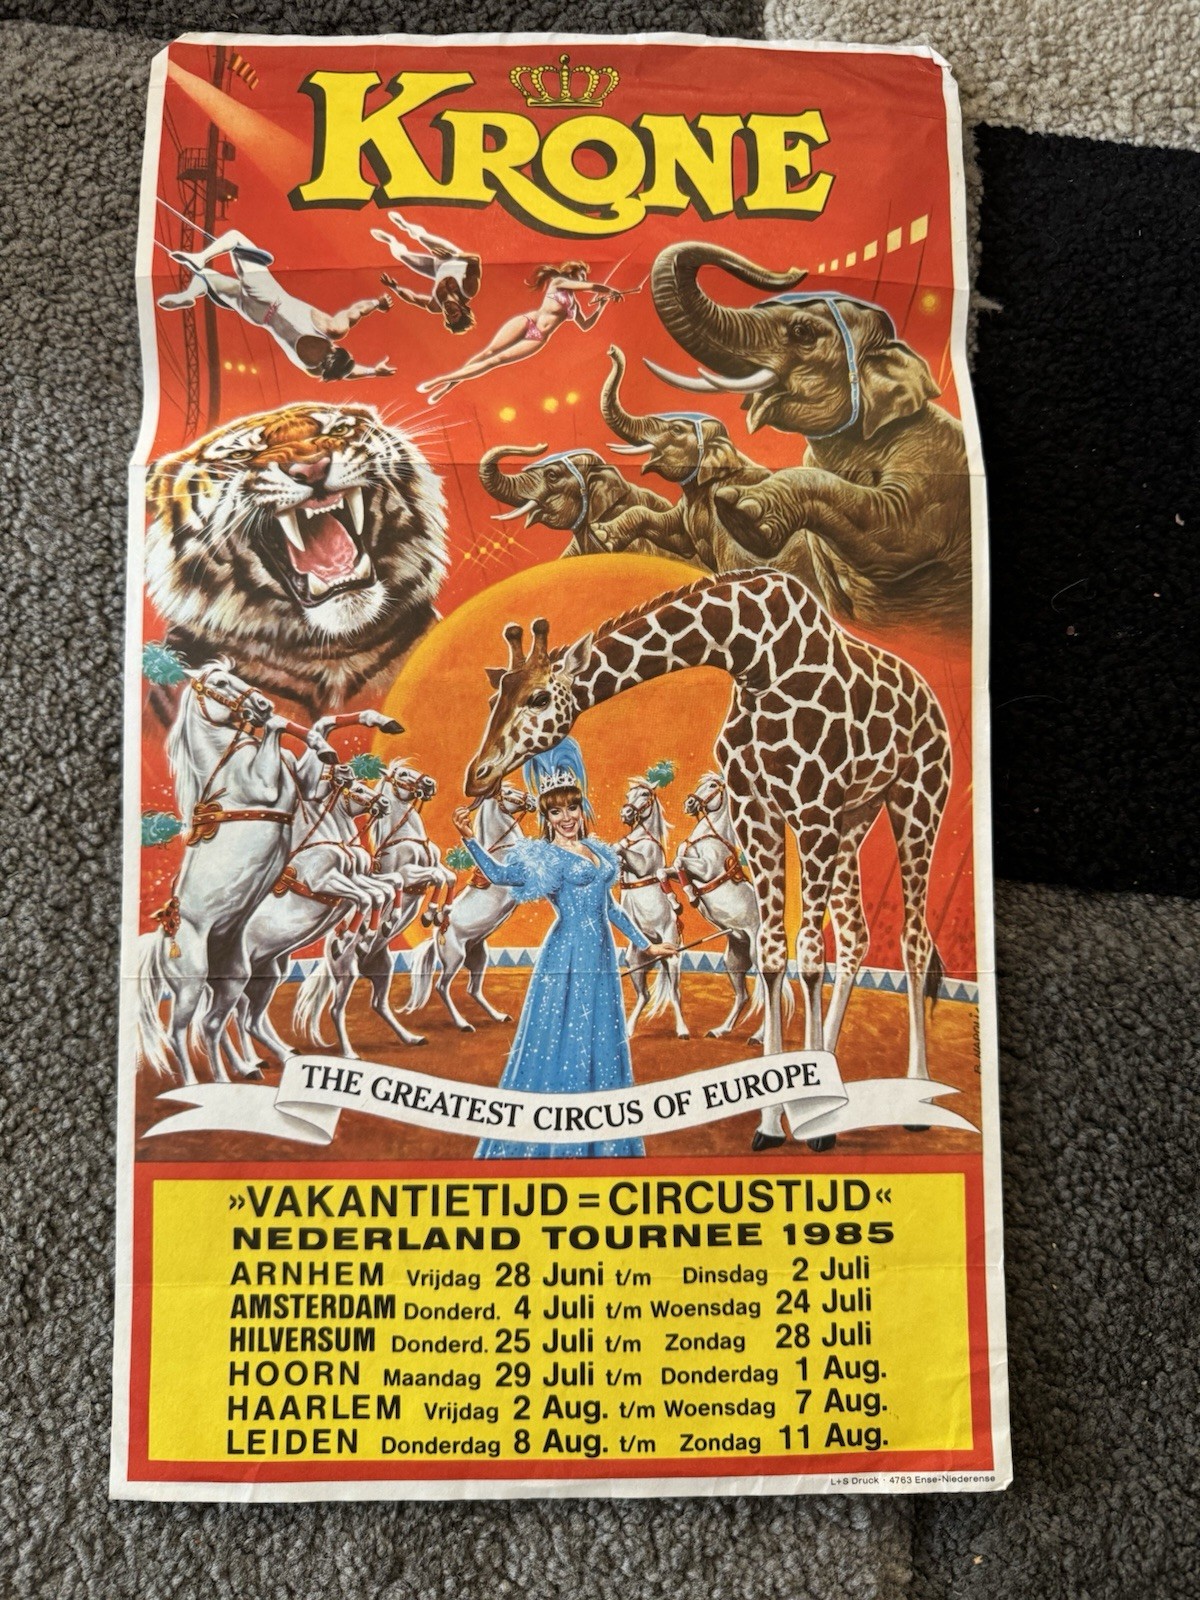 KRONE
THE GREATEST CIRCUS OF EUROPE
»VAKANTIETIJD = CIRCUSTIJD«
NEDERLAND TOURNEE 1985
ARNHEM Vrijdag 28 Juni t/m Dinsdag 2 Juli
AMSTERDAM Donderd. 4 Juli t/m Woensdag 24 Juli
HILVERSUM Donderd. 25 Juli t/m Zondag 28 Juli
HOORN Maandag 29 Juli t/m Donderdag 1 Aug.
HAARLEM Vrijdag 2 Aug. t/m Woensdag 7 Aug.
LEIDEN Donderdag 8 Aug. t/m Zondag 11 Aug.
L+S Druck · 4763 Ense-Niederense